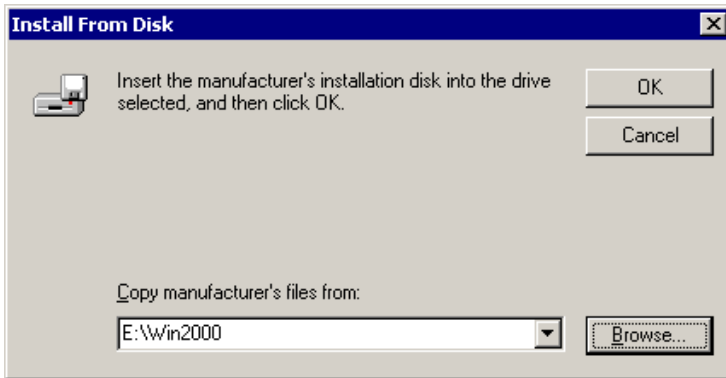 Install From Disk
Insert the manufacturer's installation disk into the drive
selected, and then click OK.
OK
Cancel
Copy manufacturer's files from:
E:\Win2000
Browse...